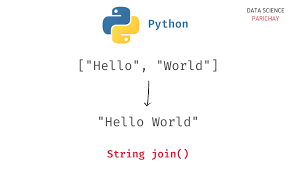 DATA SCIENCE
PARICHAY
Python
["Hello", "World"]
"Hello World"
String join()